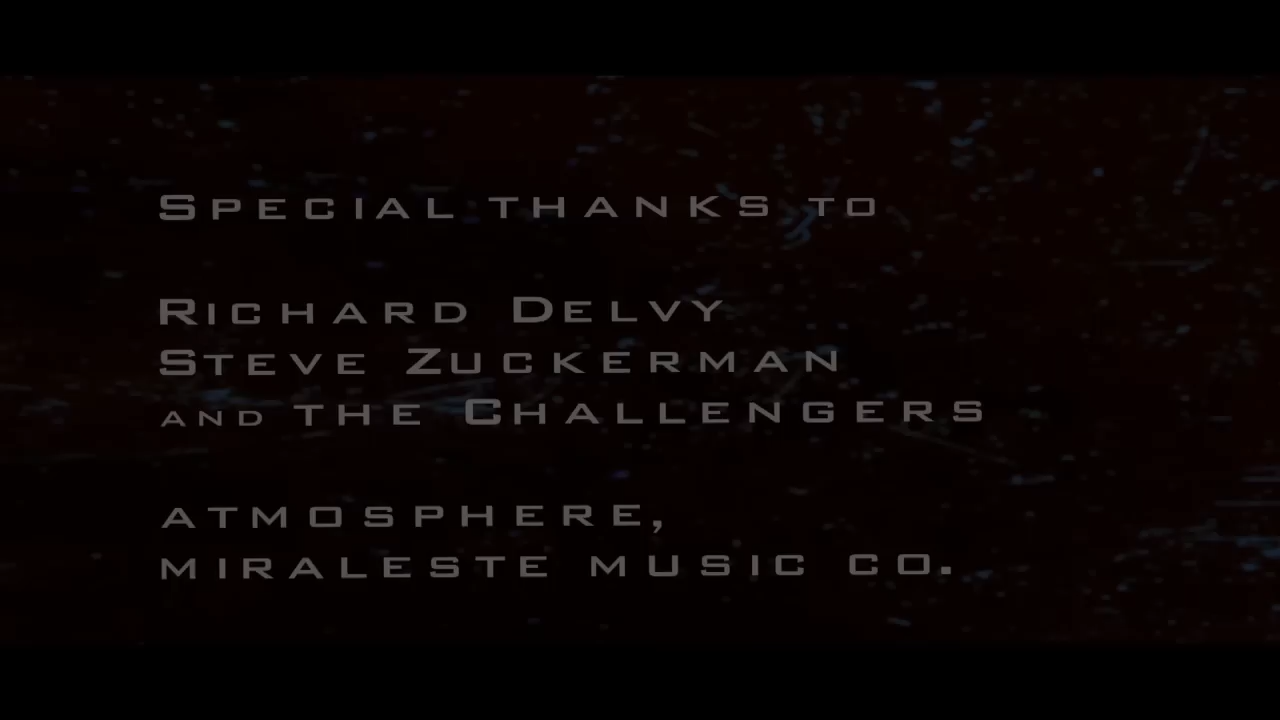 Special thanks to
Richard Delvy
Steve Zuckerman
and the Challengers
atmosphere,
miraleste music co.